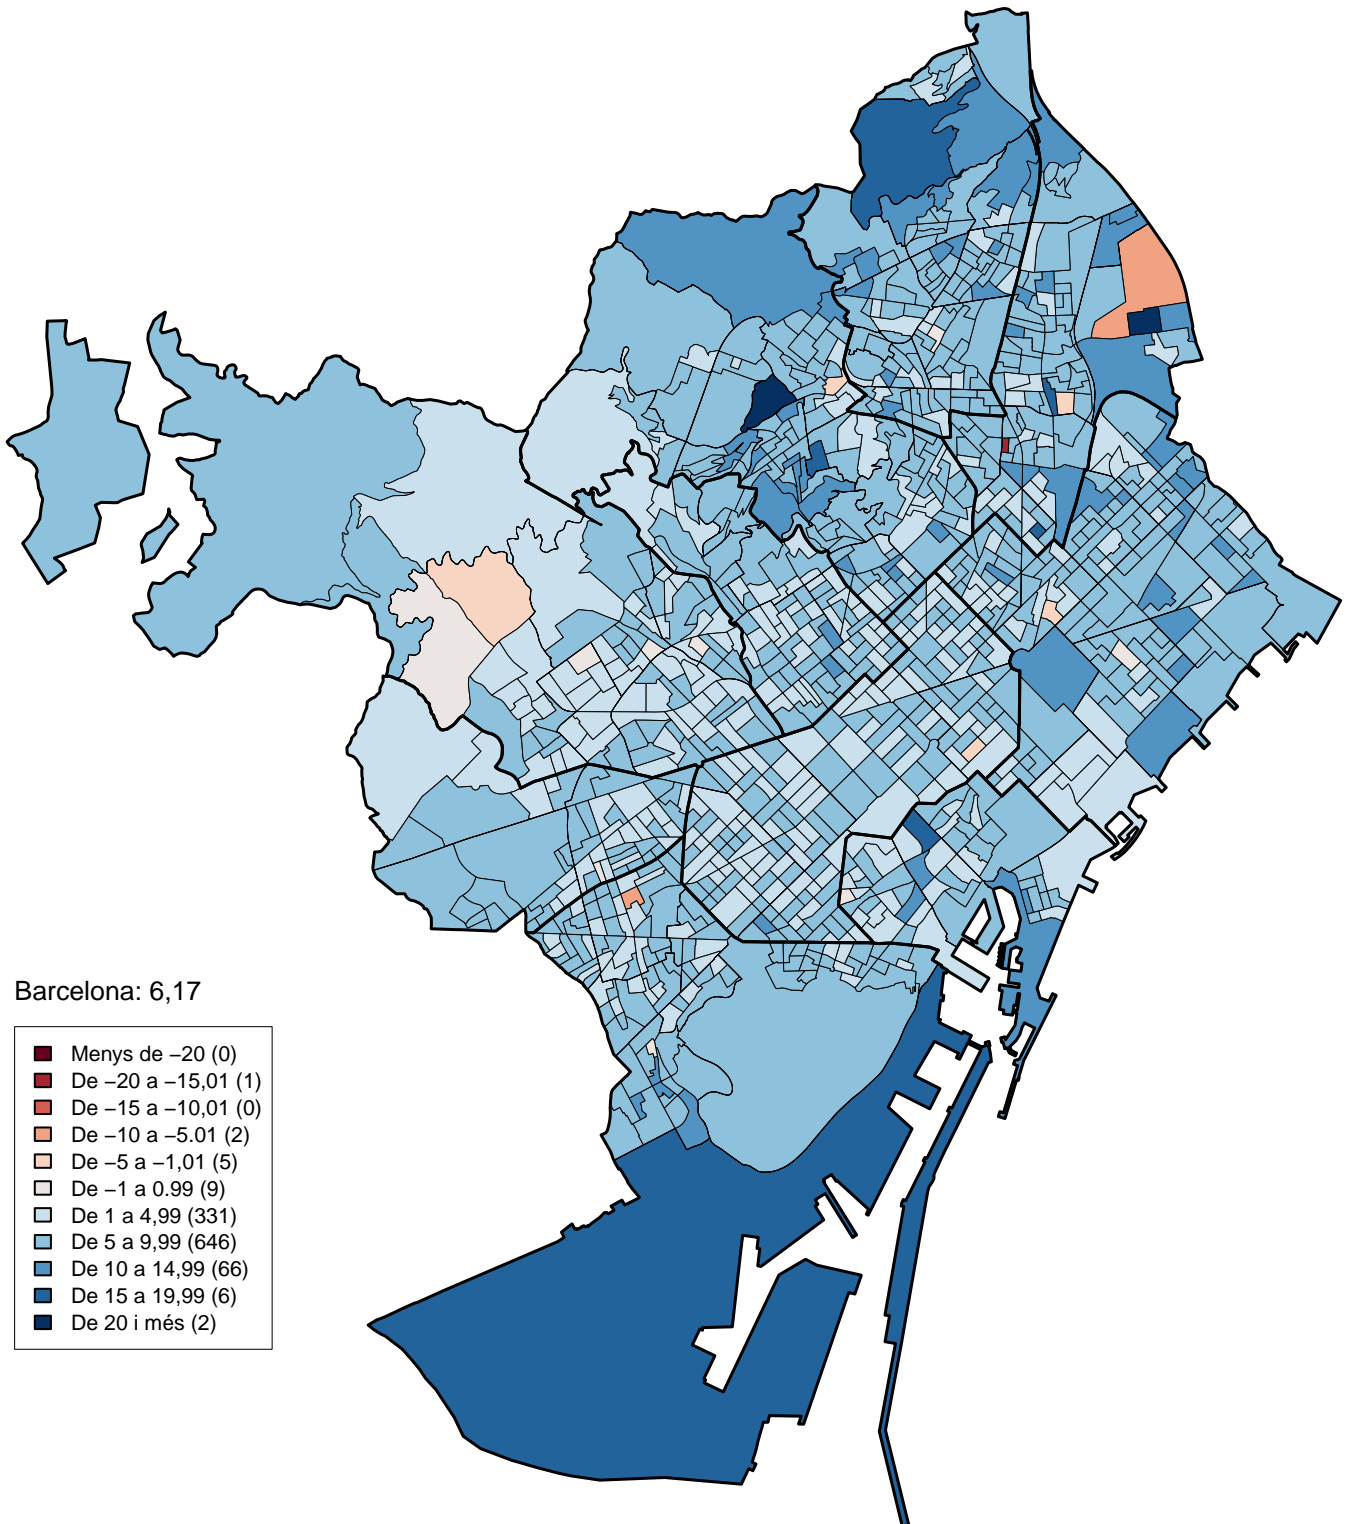 Barcelona: 6,17
Menys de −20 (0)
De −20 a −15,01 (1)
De −15 a −10,01 (0)
De −10 a −5.01 (2)
De −5 a −1,01 (5)
De −1 a 0.99 (9)
De 1 a 4,99 (331)
De 5 a 9,99 (646)
De 10 a 14,99 (66)
De 15 a 19,99 (6)
De 20 i més (2)